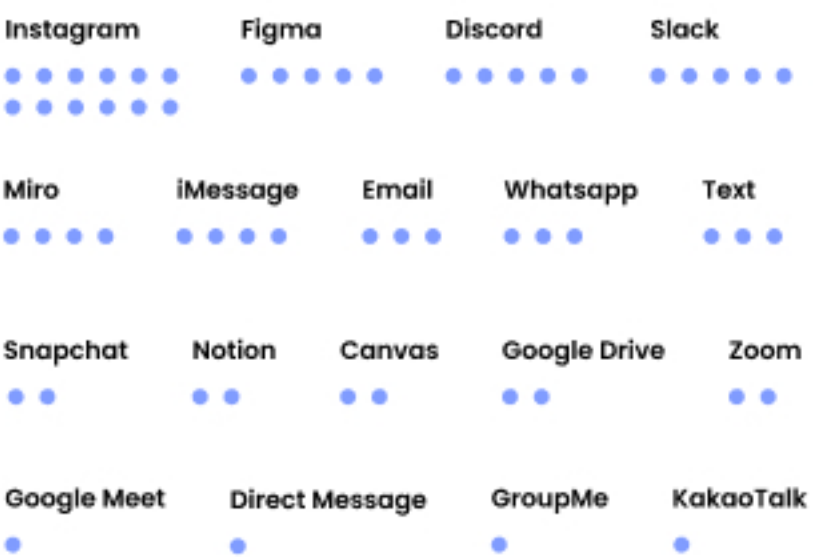 Instagram Figma Discord Slack
Miro iMessage Email Whatsapp Text
Snapchat Notion Canvas Google Drive Zoom
Google Meet Direct Message GroupMe KakaoTalk